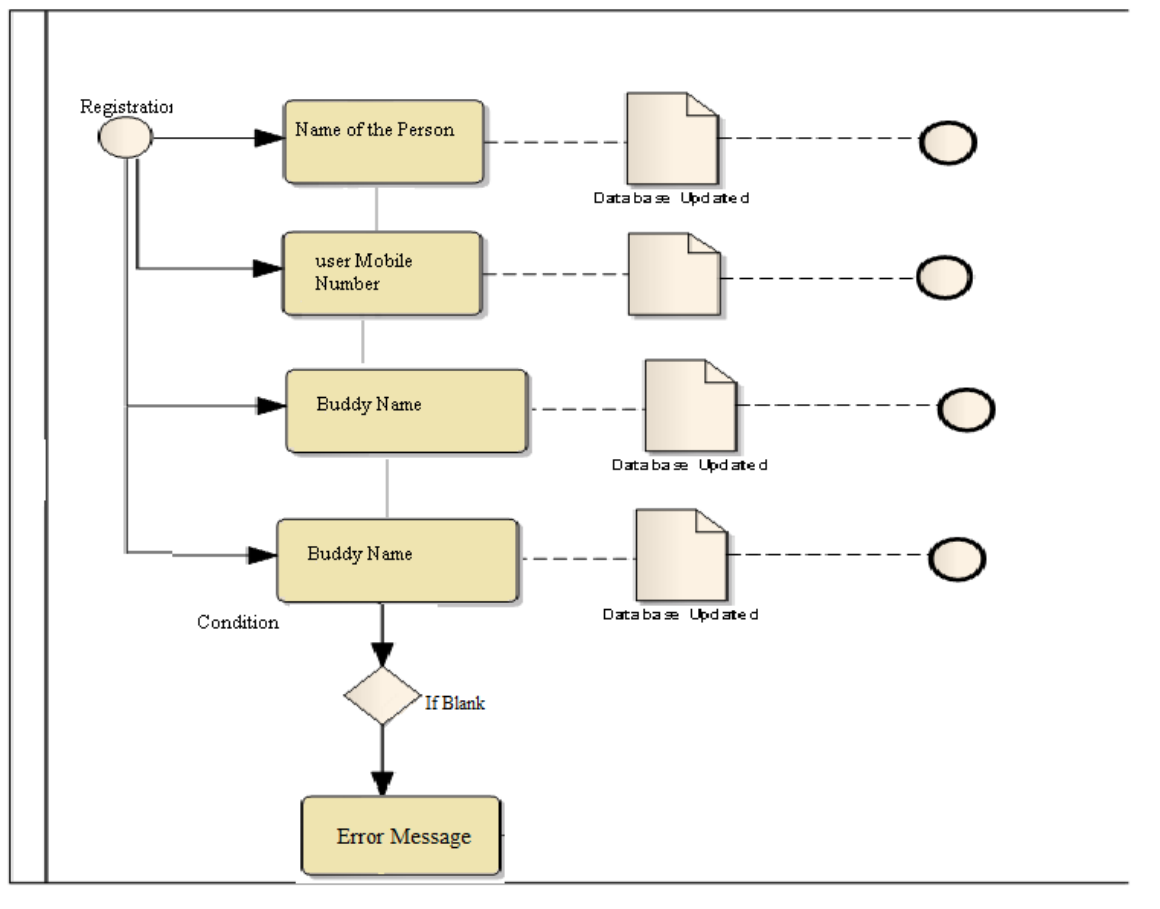 Registration
Name of the Person
Database Updated
user Mobile
Number
Buddy Name
Database Updated
Buddy Name
Database Updated
Condition
If Blank
Error Message